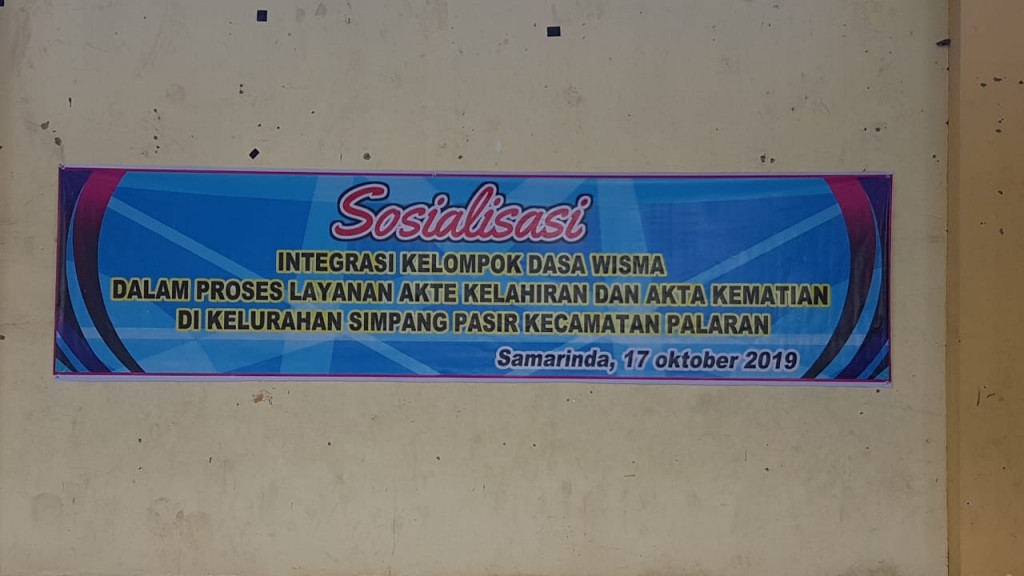 Sosialisasi
INTEGRASI KELOMPOK DASA WISMA
DALAM PROSES LAYANAN AKTE KELAHIRAN DAN AKTA KEMATIAN
DI KELURAHAN SIMPANG PASIR KECAMATAN PALARAN
Samarinda, 17 oktober 2019